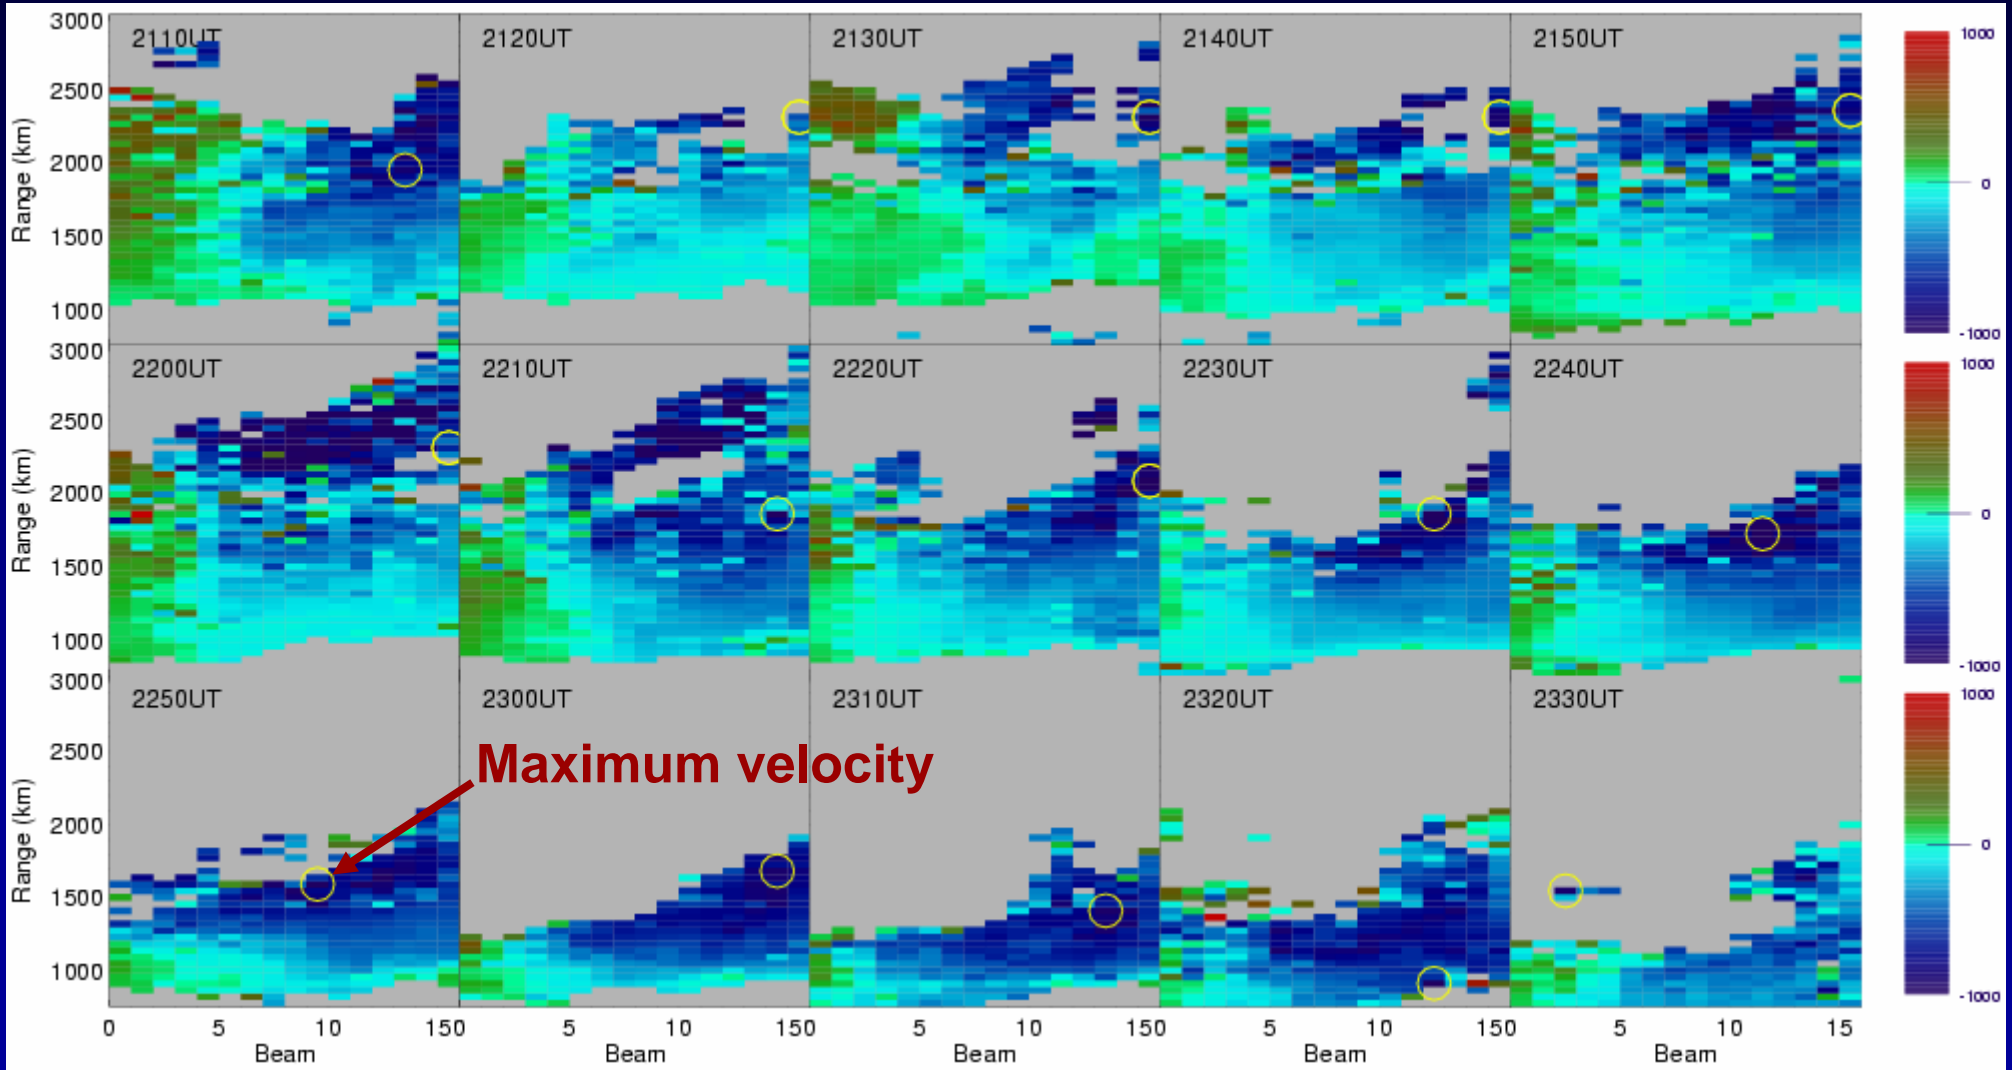 3000 2110UT 2120UT 2130UT 2140UT 2150UT 1000
2500
2000
0
1500
1000
-1000
Range (km)
3000 2200UT 2210UT 2220UT 2230UT 2240UT 1000
2500
2000
0
1500
1000
-1000
Range (km)
3000 2250UT 2300UT 2310UT 2320UT 2330UT 1000
2500
Maximum velocity
2000
0
1500
1000
-1000
Range (km)
0 5 10 150 5 10 150 5 10 150 5 10 150 5 10 15
Beam Beam Beam Beam Beam